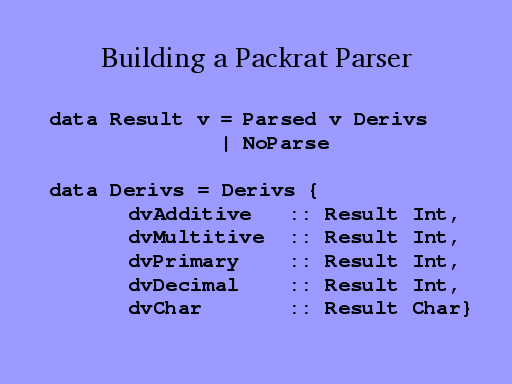 Building a Packrat Parser
data Result v = Parsed v Derivs
| NoParse
data Derivs = Derivs {
dvAdditive :: Result Int,
dvMultitive :: Result Int,
dvPrimary :: Result Int,
dvDecimal :: Result Int,
dvChar :: Result Char}